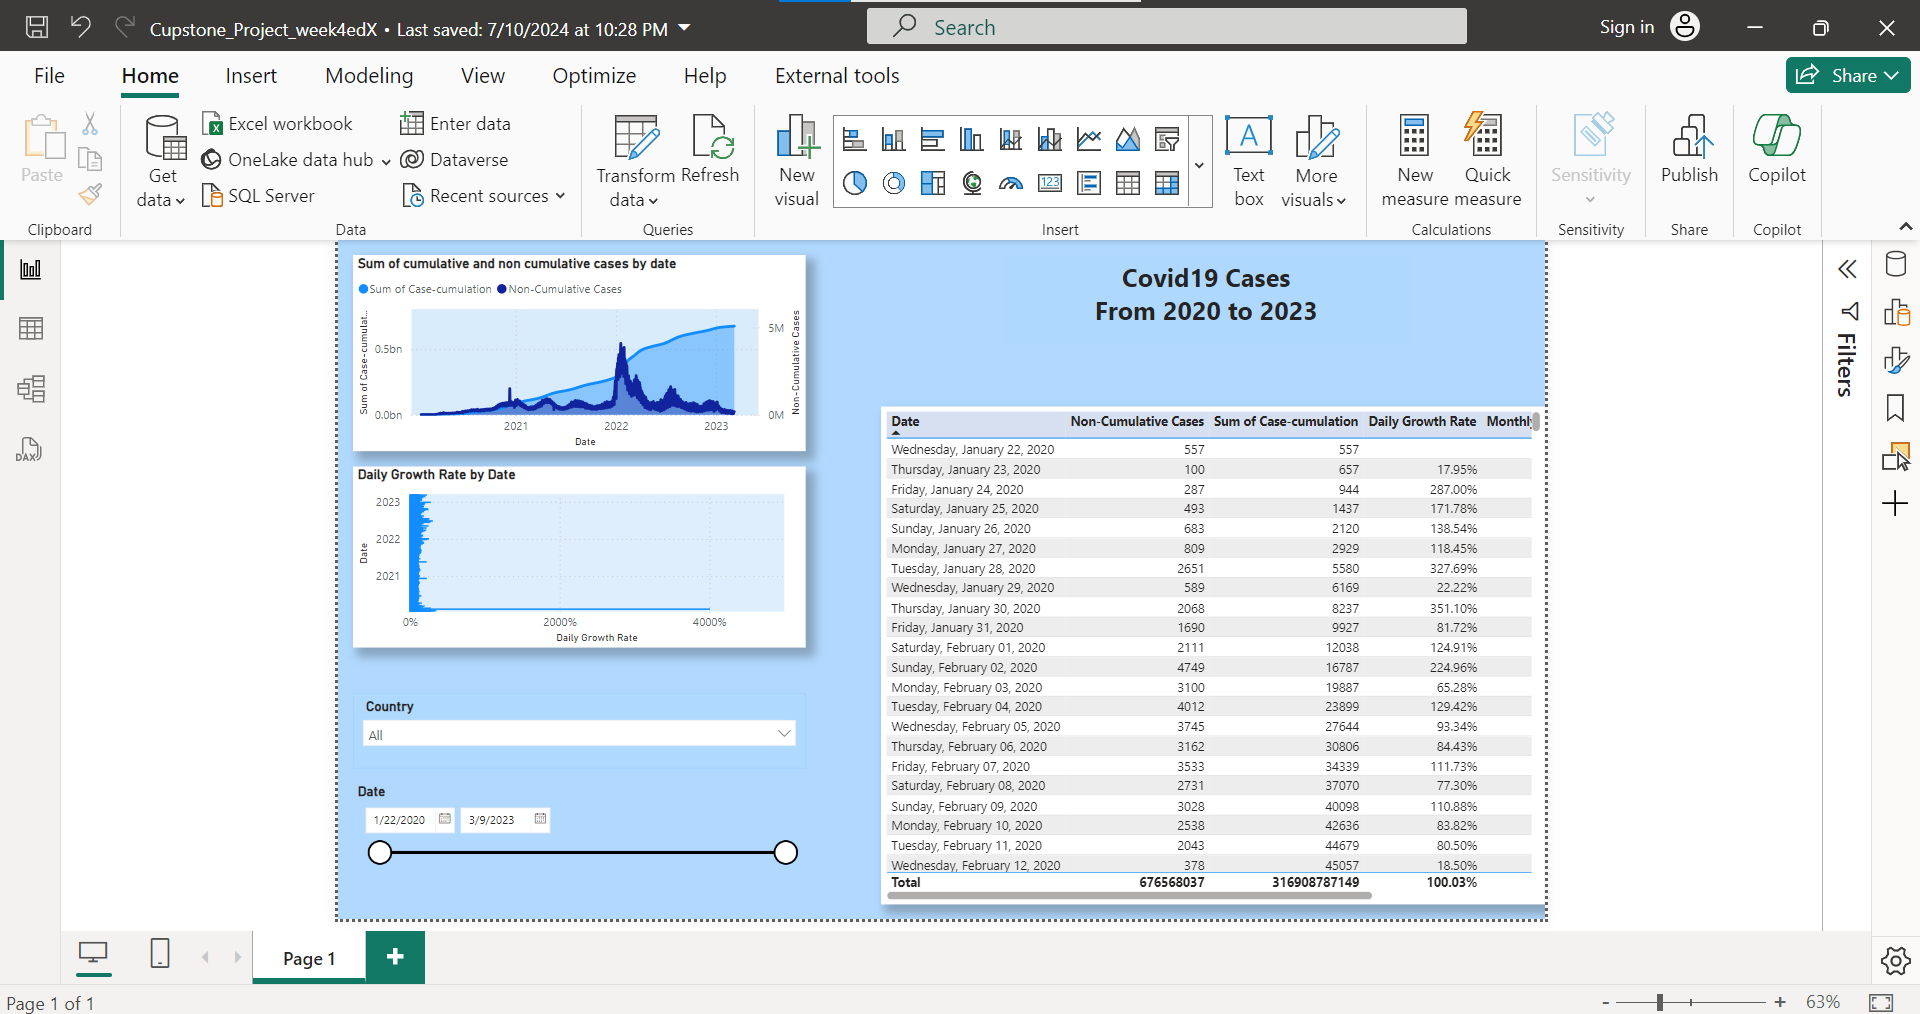 Cupstone_Project_week4edX • Last saved: 7/10/2024 at 10:28 PM
Search
Sign in
File Home Insert Modeling View Optimize Help External tools
Share
Paste
Clipboard
Get data
Excel workbook
OneLake data hub
SQL Server
Enter data
Dataverse
Recent sources
Data
Transform data
Refresh
Queries
New visual
123
A
Text box
More visuals
Insert
New measure
Quick measure
Calculations
Sensitivity
Sensitivity
Publish
Share
Copilot
Copilot
DAX
Filters
Sum of cumulative and non cumulative cases by date
Sum of Case-cumulation Non-Cumulative Cases
Sum of Case-cumulat...
0.5bn
0.0bn
5M
0M
Non-Cumulative Cases
2021 2022 2023
Date
Daily Growth Rate by Date
Date
2023
2022
2021
0% 2000% 4000%
Daily Growth Rate
Country
All
Date
1/22/2020 3/9/2023
Covid19 Cases
From 2020 to 2023
Date Non-Cumulative Cases Sum of Case-cumulation Daily Growth Rate Monthly
Wednesday, January 22, 2020 557 557
Thursday, January 23, 2020 100 657 17.95%
Friday, January 24, 2020 287 944 287.00%
Saturday, January 25, 2020 493 1437 171.78%
Sunday, January 26, 2020 683 2120 138.54%
Monday, January 27, 2020 809 2929 118.45%
Tuesday, January 28, 2020 2651 5580 327.69%
Wednesday, January 29, 2020 589 6169 22.22%
Thursday, January 30, 2020 2068 8237 351.10%
Friday, January 31, 2020 1690 9927 81.72%
Saturday, February 01, 2020 2111 12038 124.91%
Sunday, February 02, 2020 4749 16787 224.96%
Monday, February 03, 2020 3100 19887 65.28%
Tuesday, February 04, 2020 4012 23899 129.42%
Wednesday, February 05, 2020 3745 27644 93.34%
Thursday, February 06, 2020 3162 30806 84.43%
Friday, February 07, 2020 3533 34339 111.73%
Saturday, February 08, 2020 2731 37070 77.30%
Sunday, February 09, 2020 3028 40098 110.88%
Monday, February 10, 2020 2538 42636 83.82%
Tuesday, February 11, 2020 2043 44679 80.50%
Wednesday, February 12, 2020 378 45057 18.50%
Total 676568037 316908787149 100.03%
Page 1
Page 1 of 1
- + 63%